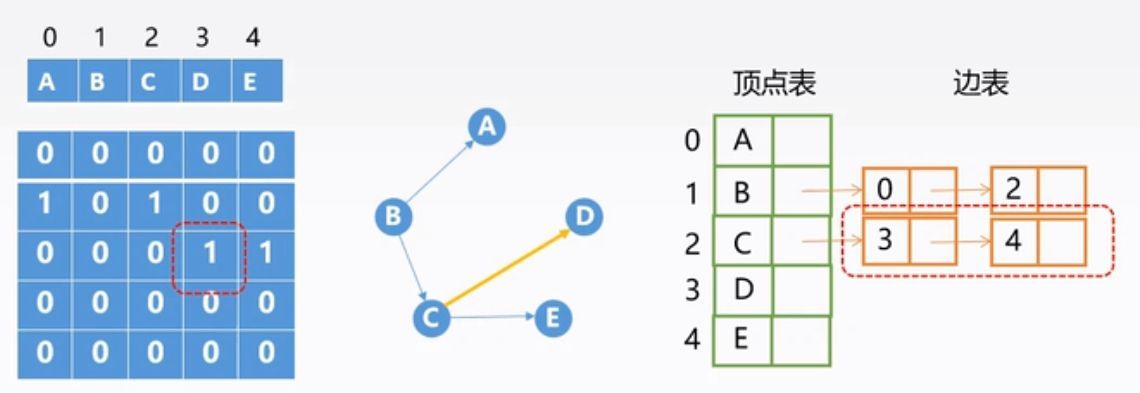 0 1 2 3 4
A B C D E
0 0 0 0 0
1 0 1 0 0
0 0 0 1 1
0 0 0 0 0
0 0 0 0 0
A
B
D
C
E
顶点表 边表
0 A
1 B 0 2
2 C 3 4
3 D
4 E